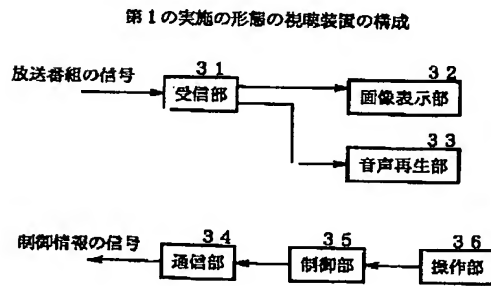 第1の実施の形態の視聴装置の構成
放送番組の信号
31
受信部
32
画像表示部
33
音声再生部
制御情報の信号
34
通信部
35
制御部
36
操作部